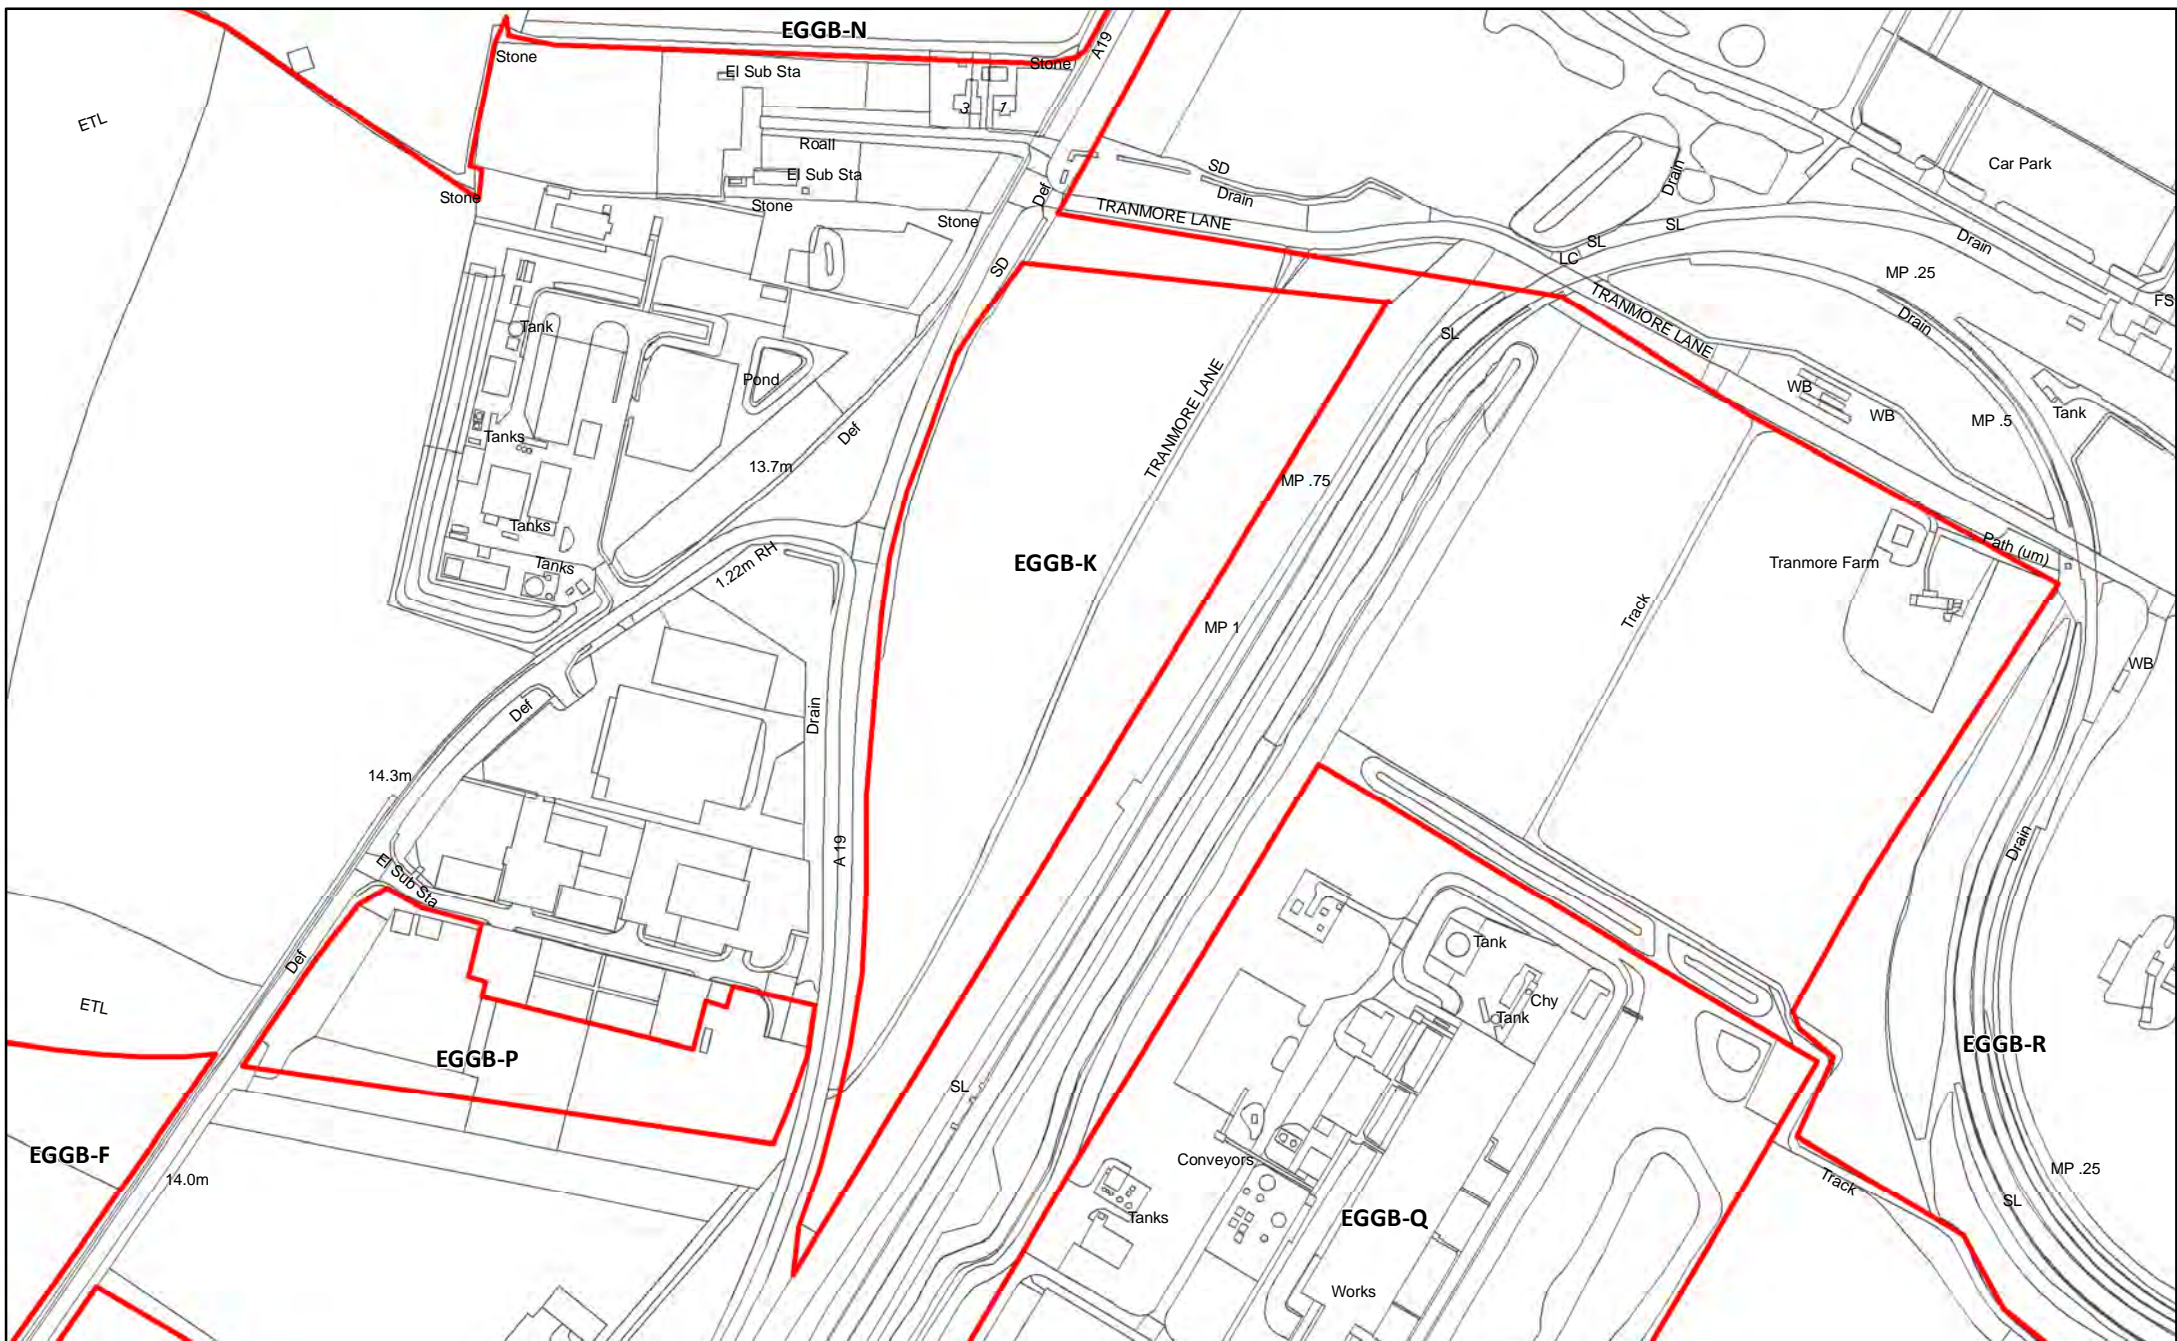 EGGB-N
A19
Stone
Stone
El Sub Sta
3
1
ETL
Roall
El Sub Sta
Car Park
SD
Drain
Drain
Def
Stone
Stone
Stone
TRANMORE LANE
SL
SL
LC
Drain
SD
MP .25
FS
Tank
TRANMORE LANE
SL
Drain
Pond
TRANMORE LANE
WB
WB
MP .5
Tank
Tanks
Def
13.7m
MP .75
Tanks
Tanks
1.22m RH
EGGB-K
Path (um)
Tranmore Farm
Track
MP 1
WB
Def
Drain
14.3m
A 19
Drain
El Sub Sta
Def
Tank
ETL
Chy
Tank
EGGB-P
EGGB-R
SL
EGGB-F
14.0m
Conveyors
MP .25
Track
SL
Tanks
EGGB-Q
Works